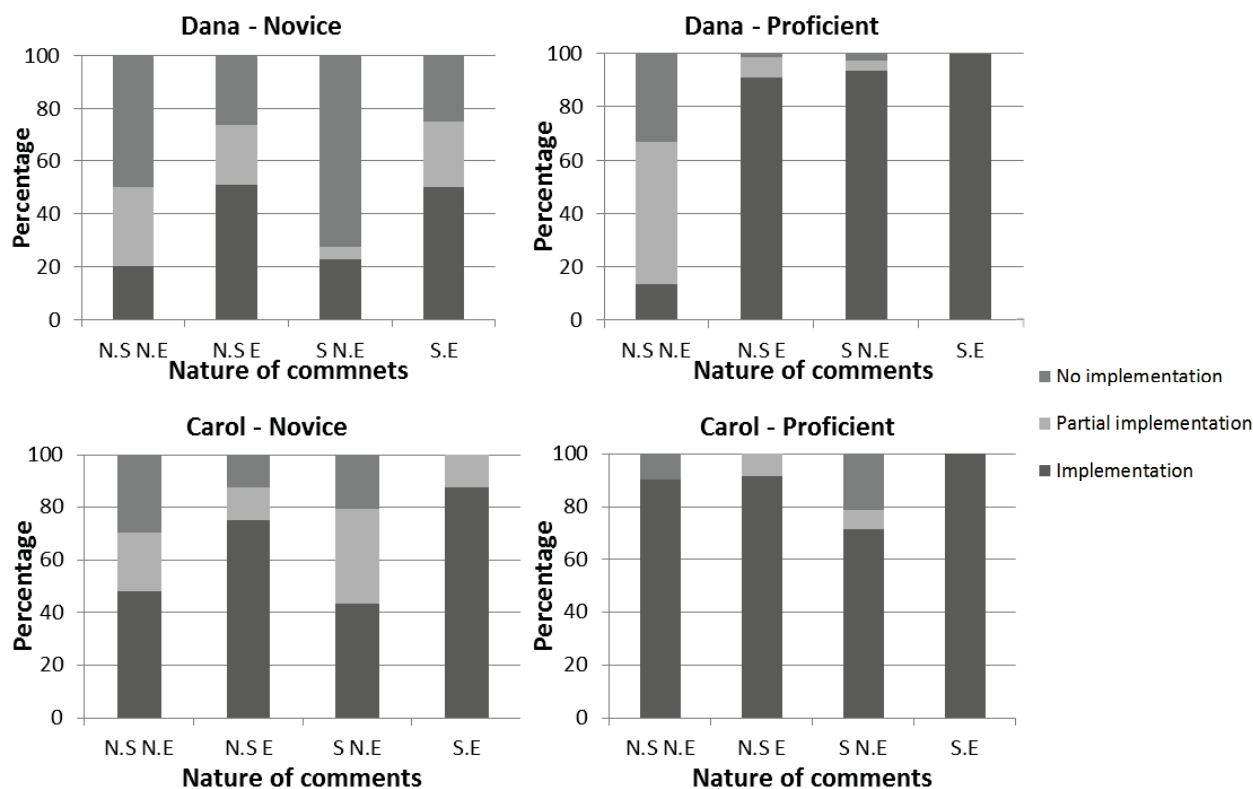 Dana - Novice
Percentage
100
80
60
40
20
0
N.S N.E N.S E S N.E S.E
Nature of commnets
Dana - Proficient
Percentage
100
80
60
40
20
0
N.S N.E N.S E S N.E S.E
Nature of comments
Carol - Novice
Percentage
100
80
60
40
20
0
N.S N.E N.S E S N.E S.E
Nature of comments
Carol - Proficient
Percentage
100
80
60
40
20
0
N.S N.E N.S E S N.E S.E
Nature of comments
No implementation
Partial implementation
Implementation